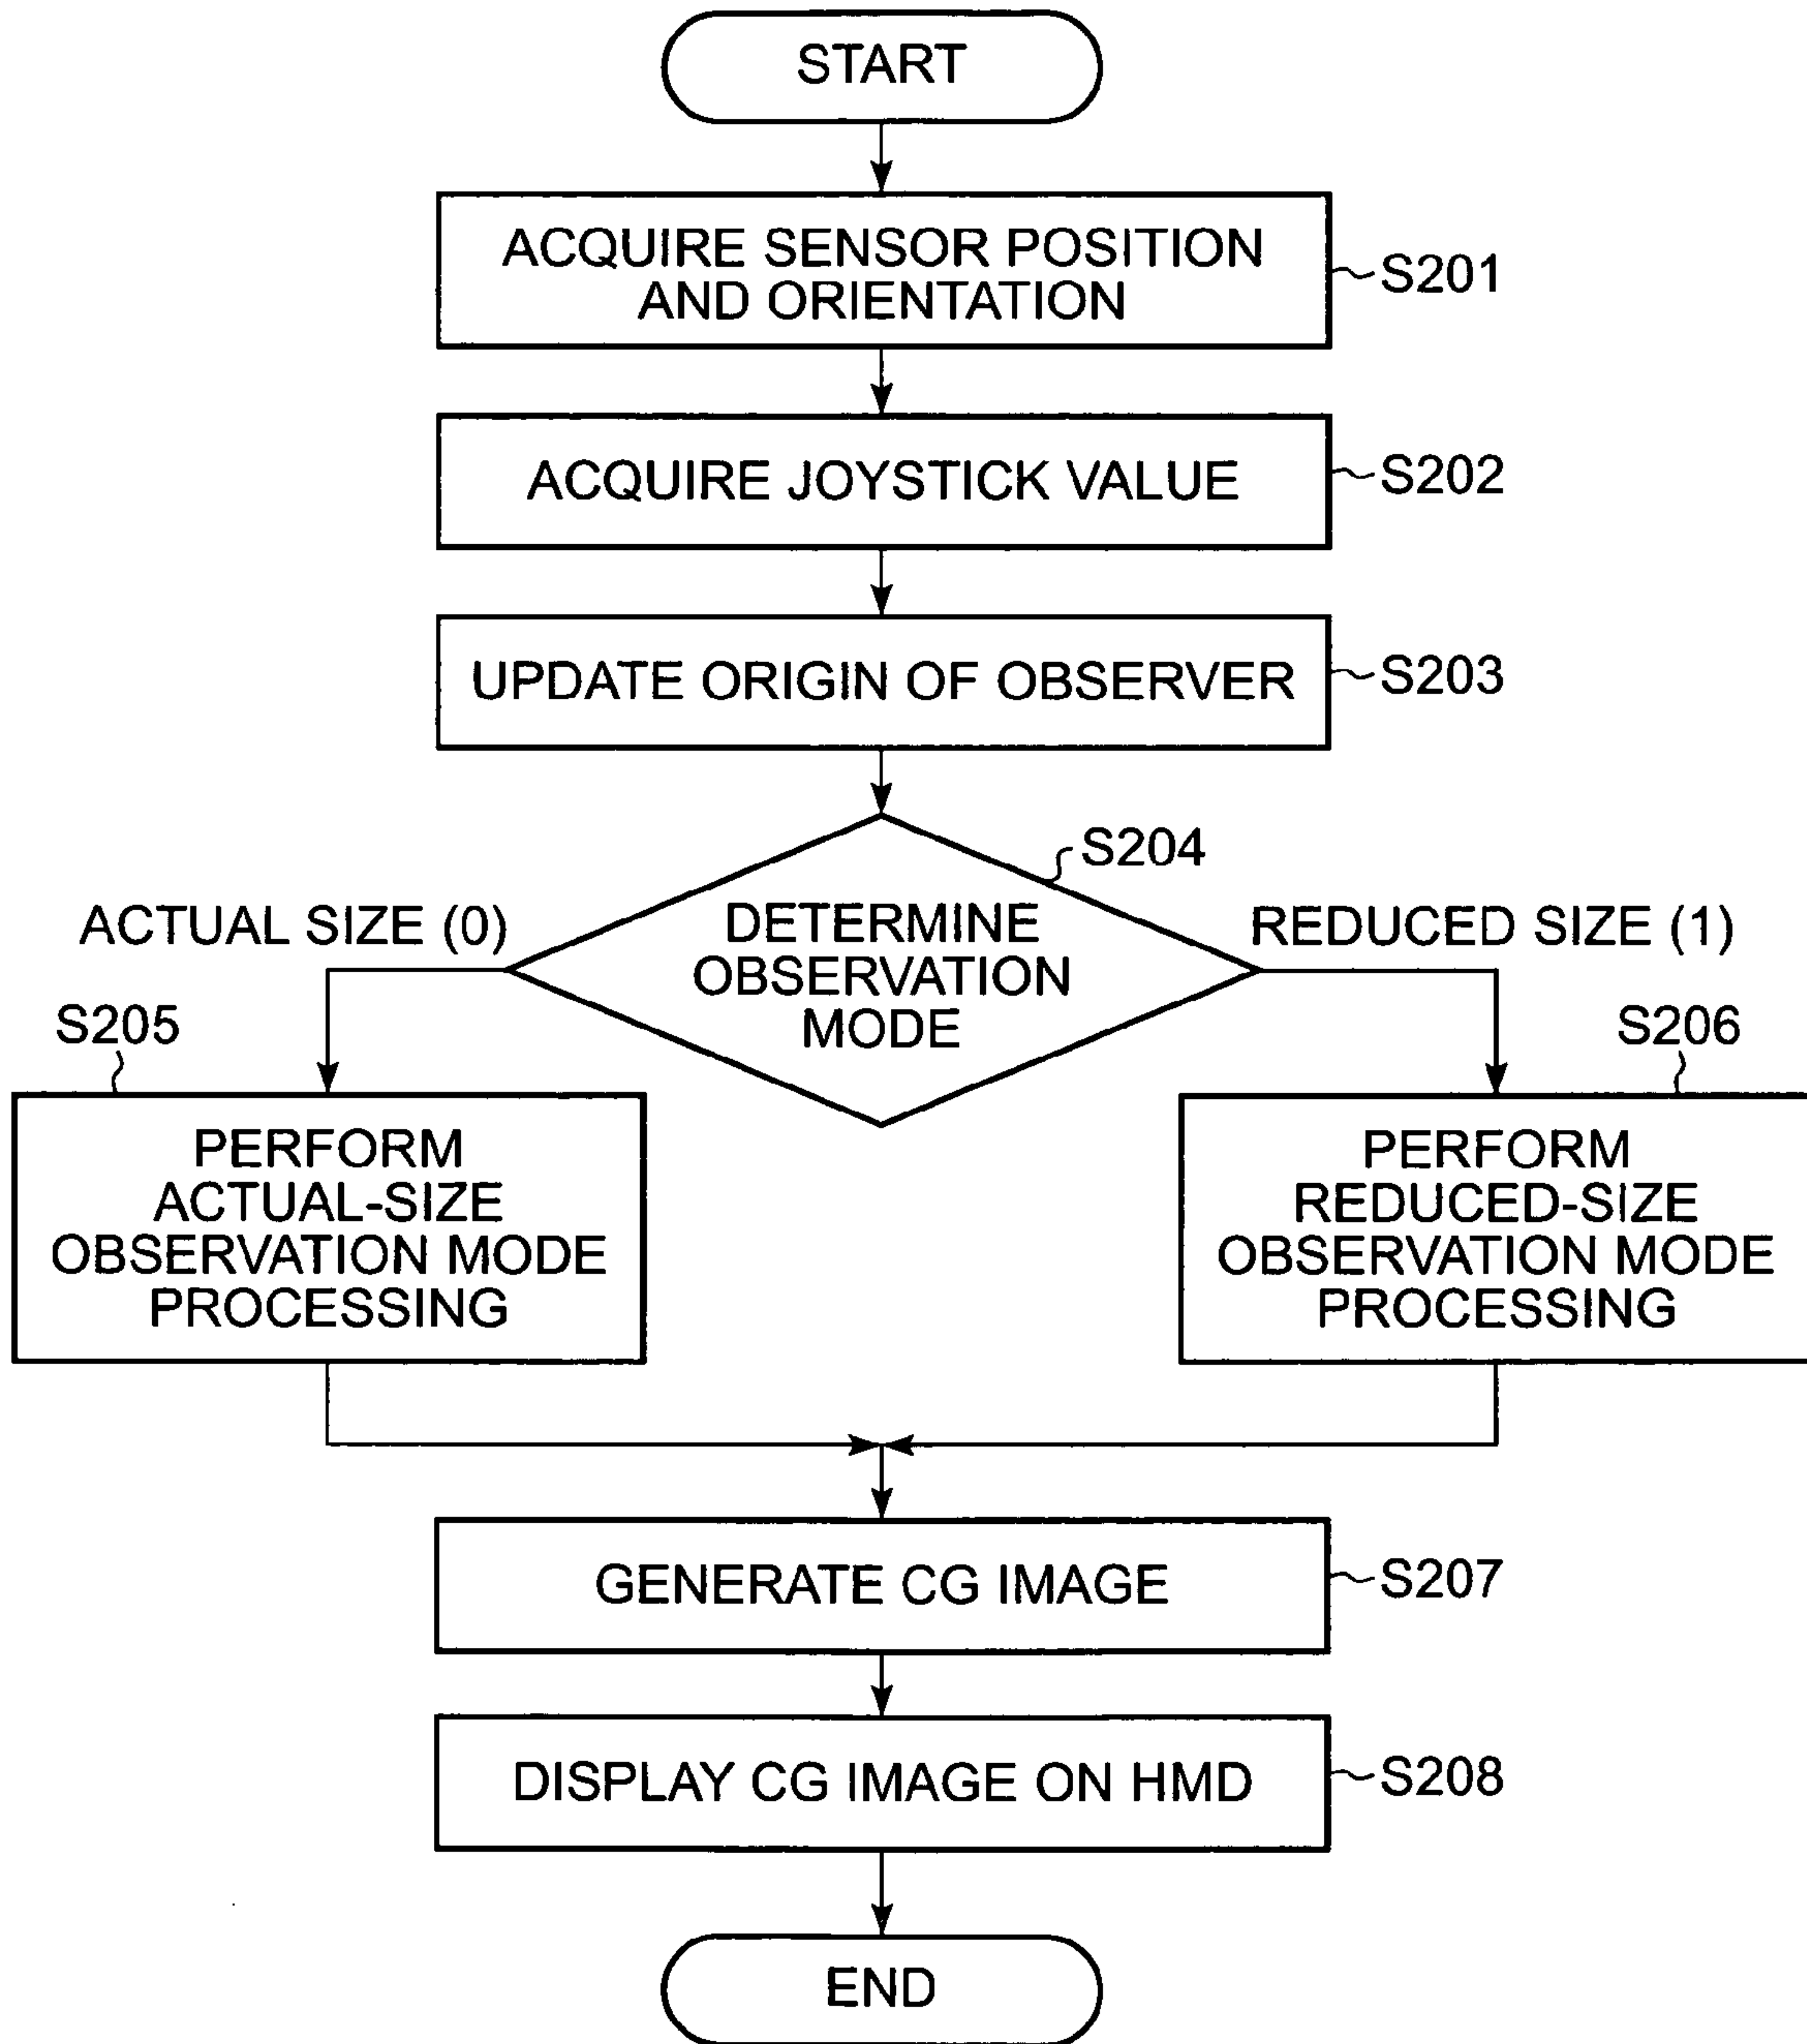 START
ACQUIRE SENSOR POSITION
AND ORIENTATION
S201
ACQUIRE JOYSTICK VALUE
S202
UPDATE ORIGIN OF OBSERVER
S203
S204
DETERMINE
OBSERVATION
MODE
ACTUAL SIZE (0)
REDUCED SIZE (1)
S205
PERFORM
ACTUAL-SIZE
OBSERVATION MODE
PROCESSING
S206
PERFORM
REDUCED-SIZE
OBSERVATION MODE
PROCESSING
GENERATE CG IMAGE
S207
DISPLAY CG IMAGE ON HMD
S208
END